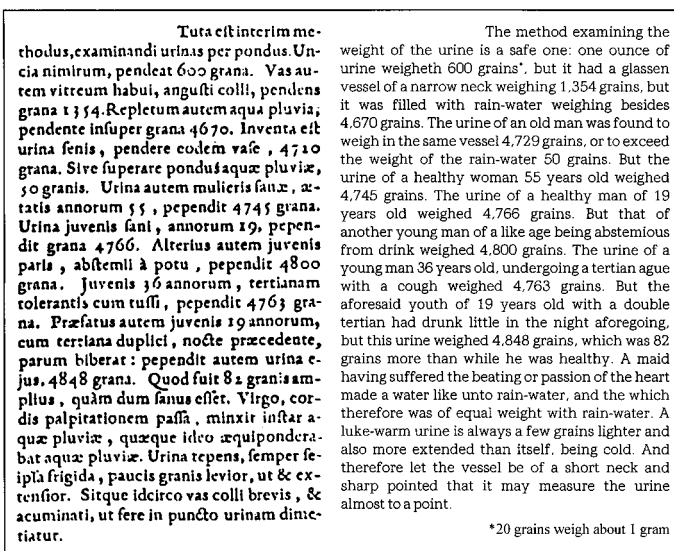 Tuta eſt interim me-
thodus, examinandi urinas per pondus. Un-
cia nimirum, pendeat 600 grana. Vas au-
tem vitreum habui, anguſti colli, pendens
grana 1354. Repletum autem aqua pluvia,
pendente inſuper grana 4670. Inventa eſt
urina ſenis, pendere eodem vaſe, 4720
grana. Sive ſuperare pondus aquæ pluviæ,
50 granis. Urina autem mulieris ſanæ, æ-
tatis annorum 55, pependit 4745 grana.
Urina juvenis ſani, annorum 19, pepen-
dit grana 4766. Alterius autem juvenis
paris, abſtemii à potu, pependit 4800
grana. Juvenis 36 annorum, tertianam
tolerantis cum tuſſi, pependit 4763 gra-
na. Præfatus autem juvenis 19 annorum,
cum tertiana duplici, nocte præcedente,
parum biberat: pependit autem urina e-
jus, 4848 grana. Quod fuit 82 granis am-
plius, quàm dum ſanus eſſet. Virgo, cor-
dis palpitationem paſſa, minxit inſtar a-
quæ pluviæ, quæque ideo æquipondera-
bat aquæ pluviæ. Urina tepens, ſemper ſe-
ipſa frigida, paucis granis levior, ut & ex-
tenſior. Sitque idcirco vas colli brevis, &
acuminati, ut fere in puncto urinam dime-
tiatur.
The method examining the
weight of the urine is a safe one: one ounce of
urine weigheth 600 grains*, but it had a glassen
vessel of a narrow neck weighing 1,354 grains, but
it was filled with rain-water weighing besides
4,670 grains. The urine of an old man was found to
weigh in the same vessel 4,729 grains, or to exceed
the weight of the rain-water 50 grains. But the
urine of a healthy woman 55 years old weighed
4,745 grains. The urine of a healthy man of 19
years old weighed 4,766 grains. But that of
another young man of a like age being abstemious
from drink weighed 4,800 grains. The urine of a
young man 36 years old, undergoing a tertian ague
with a cough weighed 4,763 grains. But the
aforesaid youth of 19 years old with a double
tertian had drunk little in the night aforegoing,
but this urine weighed 4,848 grains, which was 82
grains more than while he was healthy. A maid
having suffered the beating or passion of the heart
made a water like unto rain-water, and the which
therefore was of equal weight with rain-water. A
luke-warm urine is always a few grains lighter and
also more extended than itself, being cold. And
therefore let the vessel be of a short neck and
sharp pointed that it may measure the urine
almost to a point.
*20 grains weigh about 1 gram